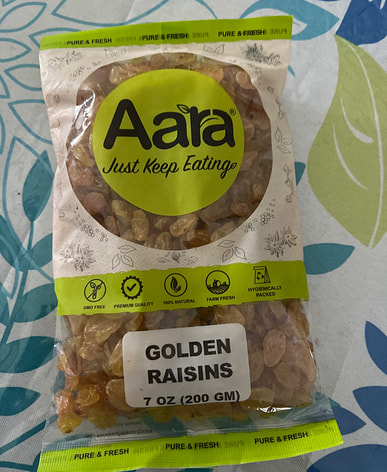 PURE & FRESH PURE & FRESH PURE & FRESH
Aara®
Just Keep Eating
GMO FREE
PREMIUM QUALITY
100% NATURAL
FARM FRESH
HYGIENICALLY
PACKED
GOLDEN
RAISINS
7 OZ (200 GM)
PURE & FRESH PURE & FRESH PURE & FRESH